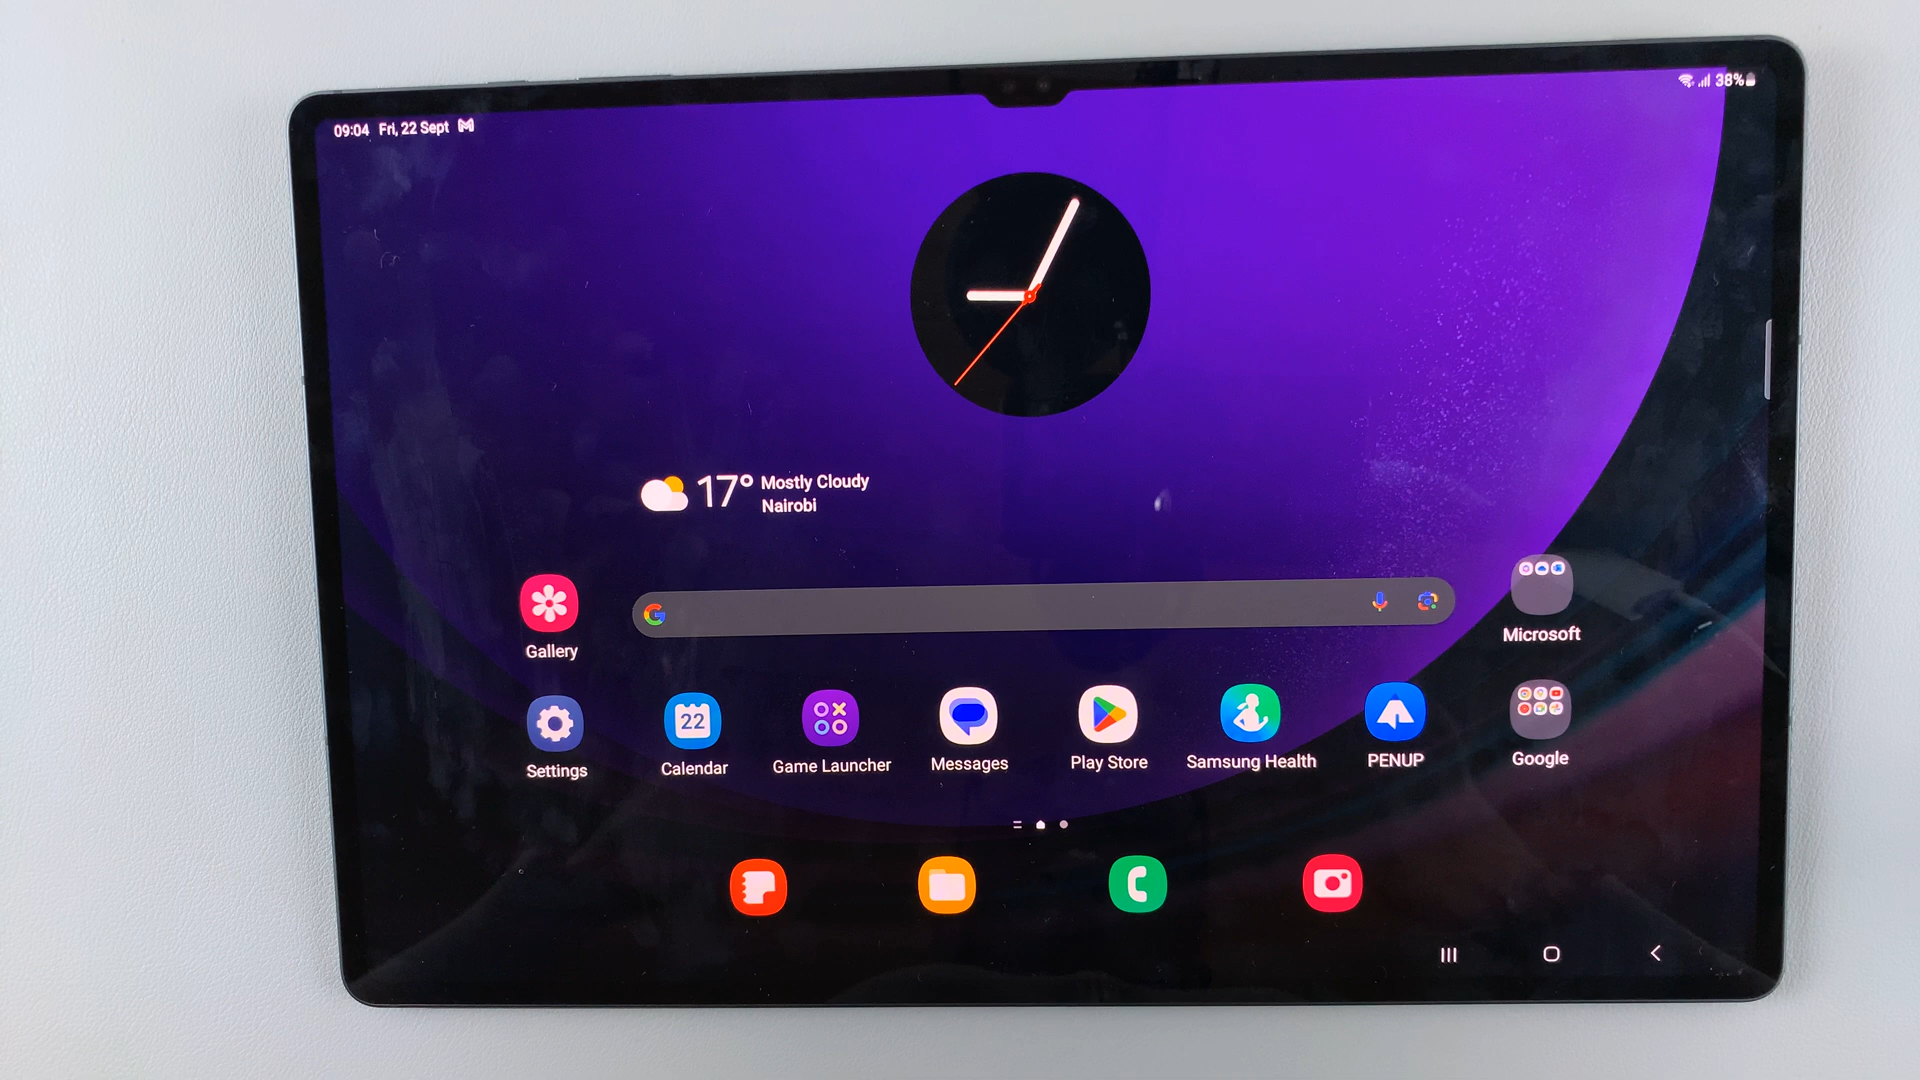 09:04 Fri, 22 Sept
38%
17° Mostly Cloudy
Nairobi
Gallery
Microsoft
22
Settings
Calendar
Game Launcher
Messages
Play Store
Samsung Health
PENUP
Google